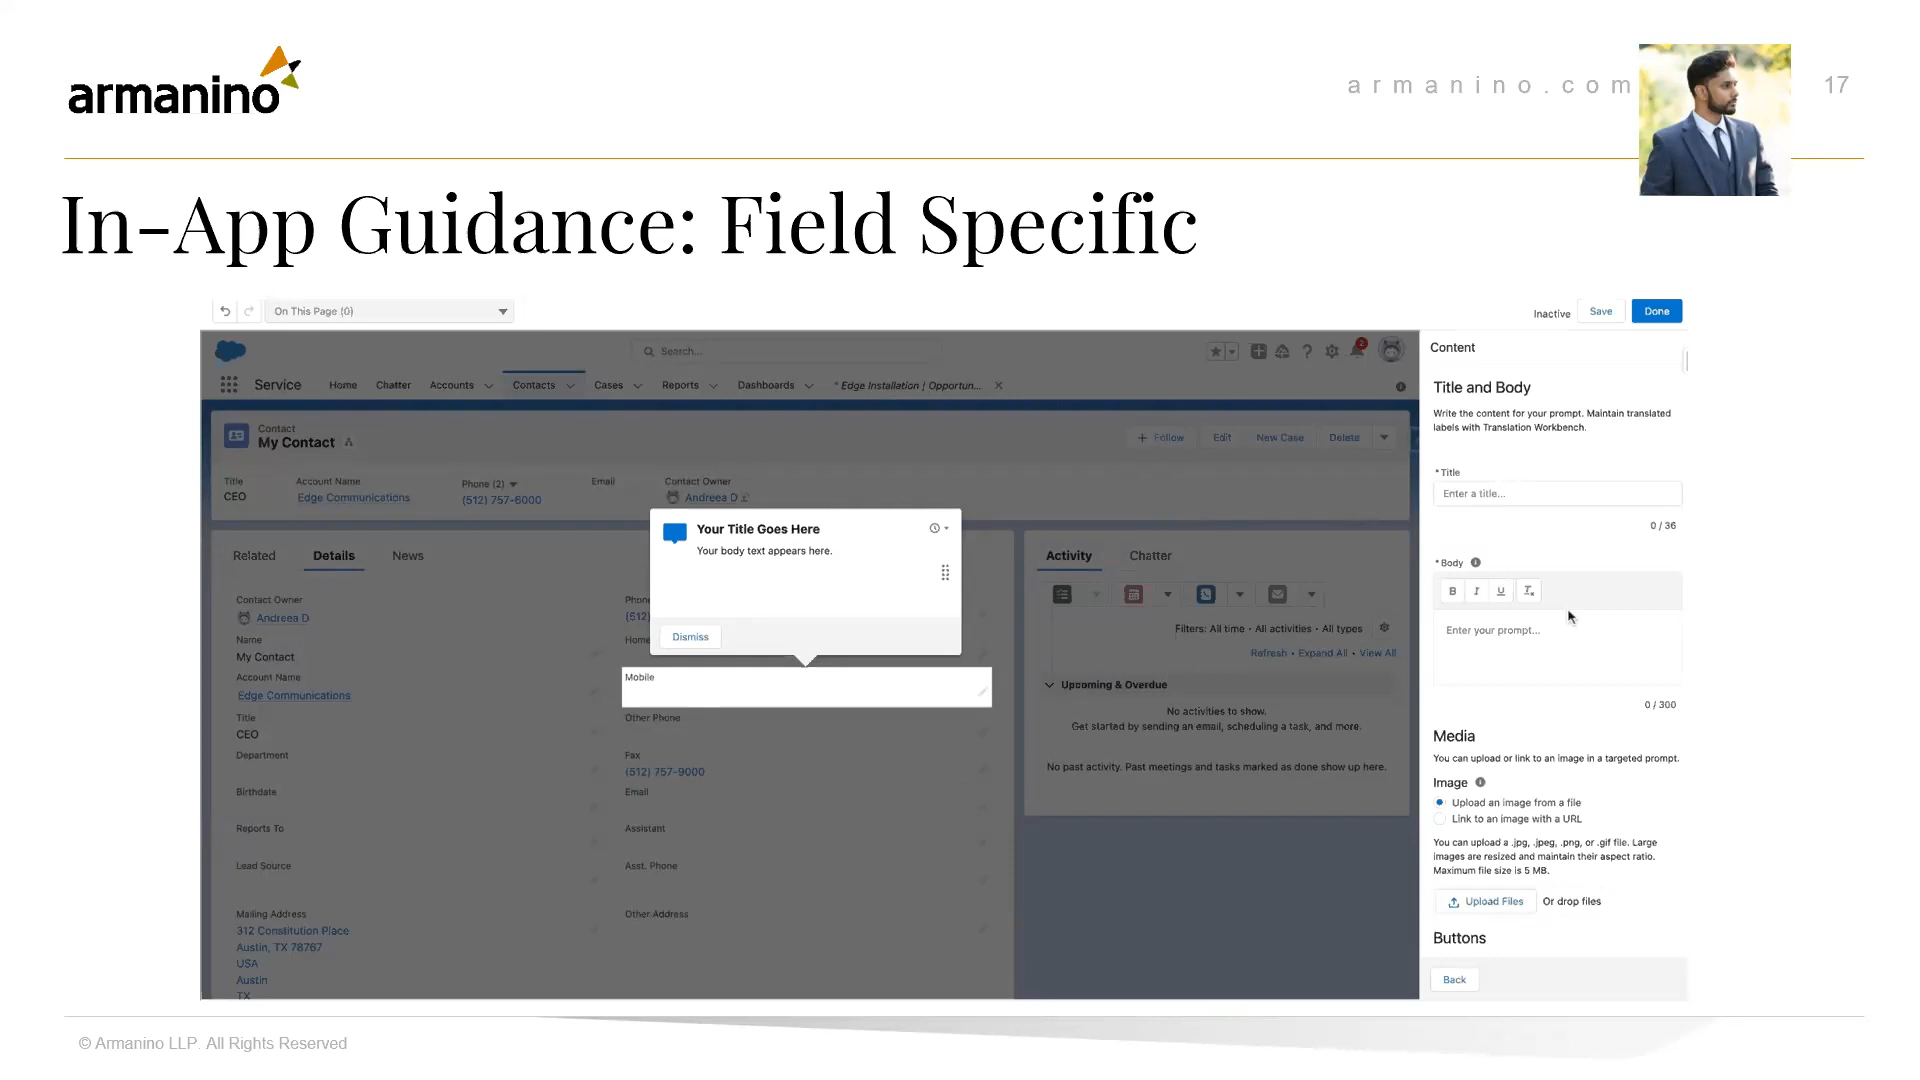 armanino
armanino.com
17
In-App Guidance: Field Specific
On This Page (0)
Inactive
Save
Done
Search...
2
Service
Home
Chatter
Accounts
Contacts
Cases
Reports
Dashboards
* Edge Installation | Opportun...
Contact
My Contact
Follow
Edit
New Case
Delete
Title
CEO
Account Name
Edge Communications
Phone (2)
(512) 757-6000
Email
Contact Owner
Andreea D
Related
Details
News
Contact Owner
Andreea D
Name
My Contact
Account Name
Edge Communications
Title
CEO
Department
Birthdate
Reports To
Lead Source
Mailing Address
312 Constitution Place
Austin, TX 78767
USA
Austin
TX
Phone
(512)
Home
Your Title Goes Here
Your body text appears here.
Dismiss
Mobile
Other Phone
Fax
(512) 757-9000
Email
Assistant
Asst. Phone
Other Address
Activity
Chatter
Filters: All time • All activities • All types
Refresh • Expand All • View All
Upcoming & Overdue
No activities to show.
Get started by sending an email, scheduling a task, and more.
No past activity. Past meetings and tasks marked as done show up here.
Content
Title and Body
Write the content for your prompt. Maintain translated
labels with Translation Workbench.
* Title
Enter a title...
0 / 36
* Body
B I U Tx
Enter your prompt...
0 / 300
Media
You can upload or link to an image in a targeted prompt.
Image
Upload an image from a file
Link to an image with a URL
You can upload a .jpg, .jpeg, .png, or .gif file. Large
images are resized and maintain their aspect ratio.
Maximum file size is 5 MB.
Upload Files
Or drop files
Buttons
Back
© Armanino LLP. All Rights Reserved